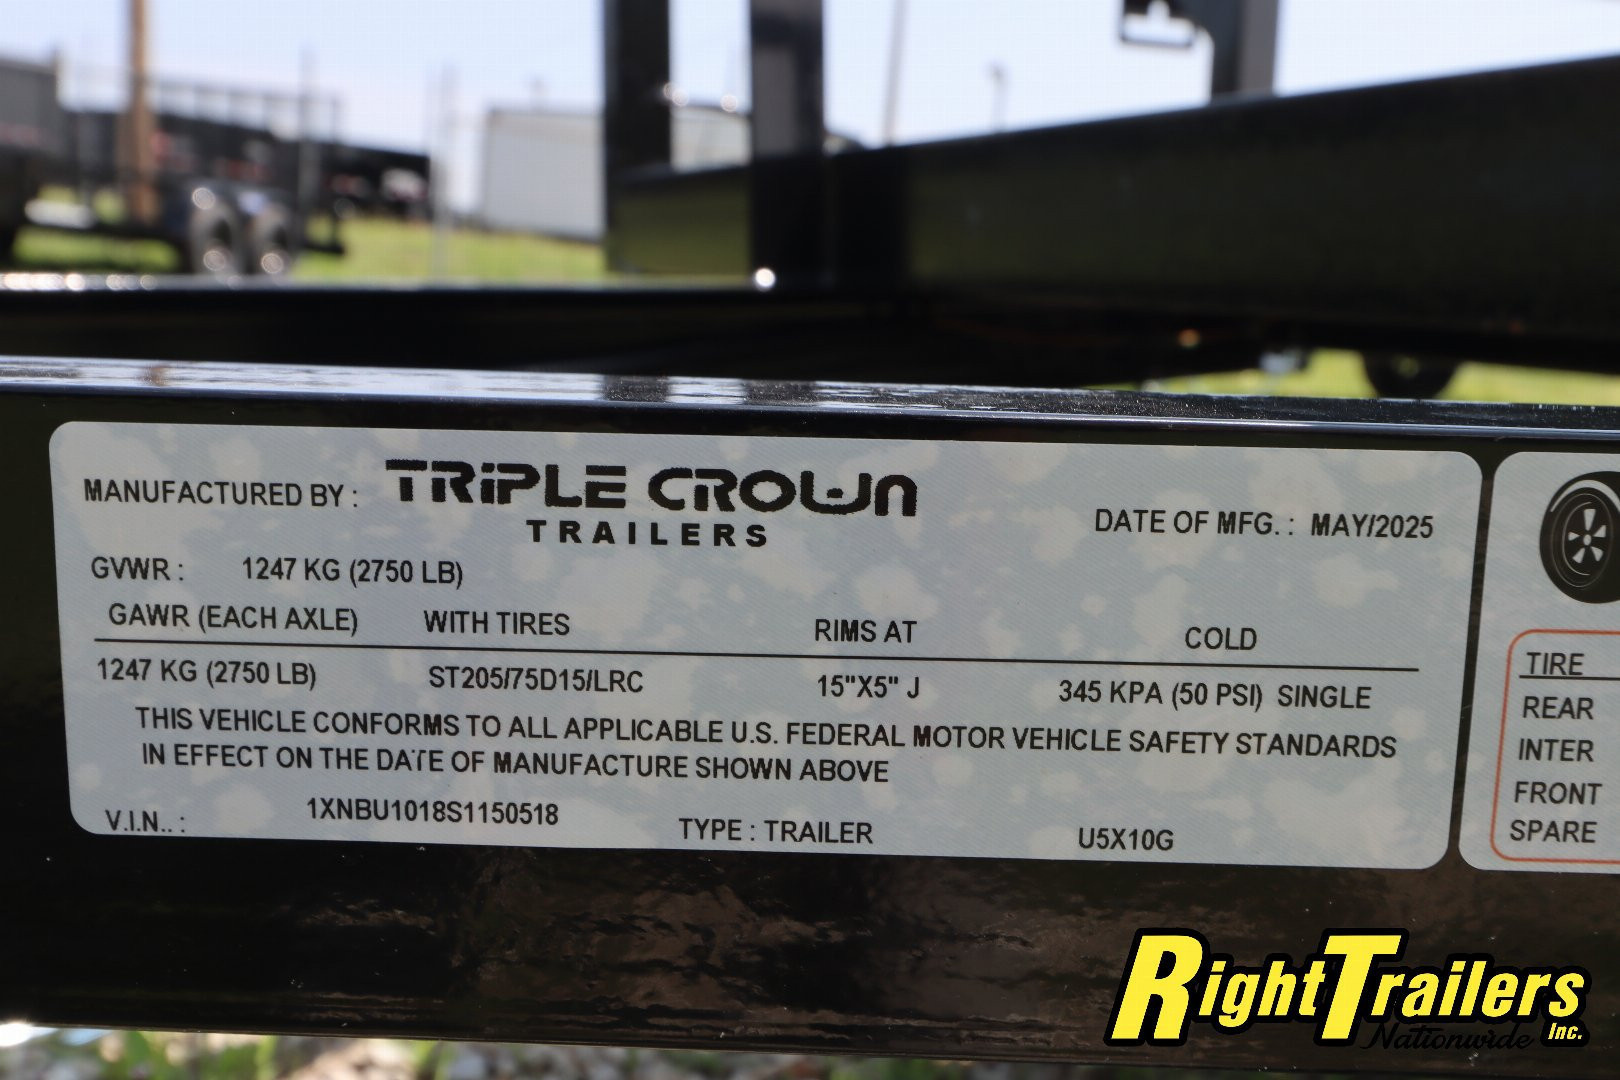 MANUFACTURED BY : TRIPLE CROWN
TRAILERS
DATE OF MFG. : MAY/2025
GVWR : 1247 KG (2750 LB)
GAWR (EACH AXLE) WITH TIRES RIMS AT COLD
1247 KG (2750 LB) ST205/75D15/LRC 15"X5" J 345 KPA (50 PSI) SINGLE
THIS VEHICLE CONFORMS TO ALL APPLICABLE U.S. FEDERAL MOTOR VEHICLE SAFETY STANDARDS
IN EFFECT ON THE DATE OF MANUFACTURE SHOWN ABOVE
V.I.N.. : 1XNBU1018S1150518 TYPE : TRAILER U5X10G
TIRE
REAR
INTER
FRONT
SPARE
RightTrailers
Nationwide Inc.